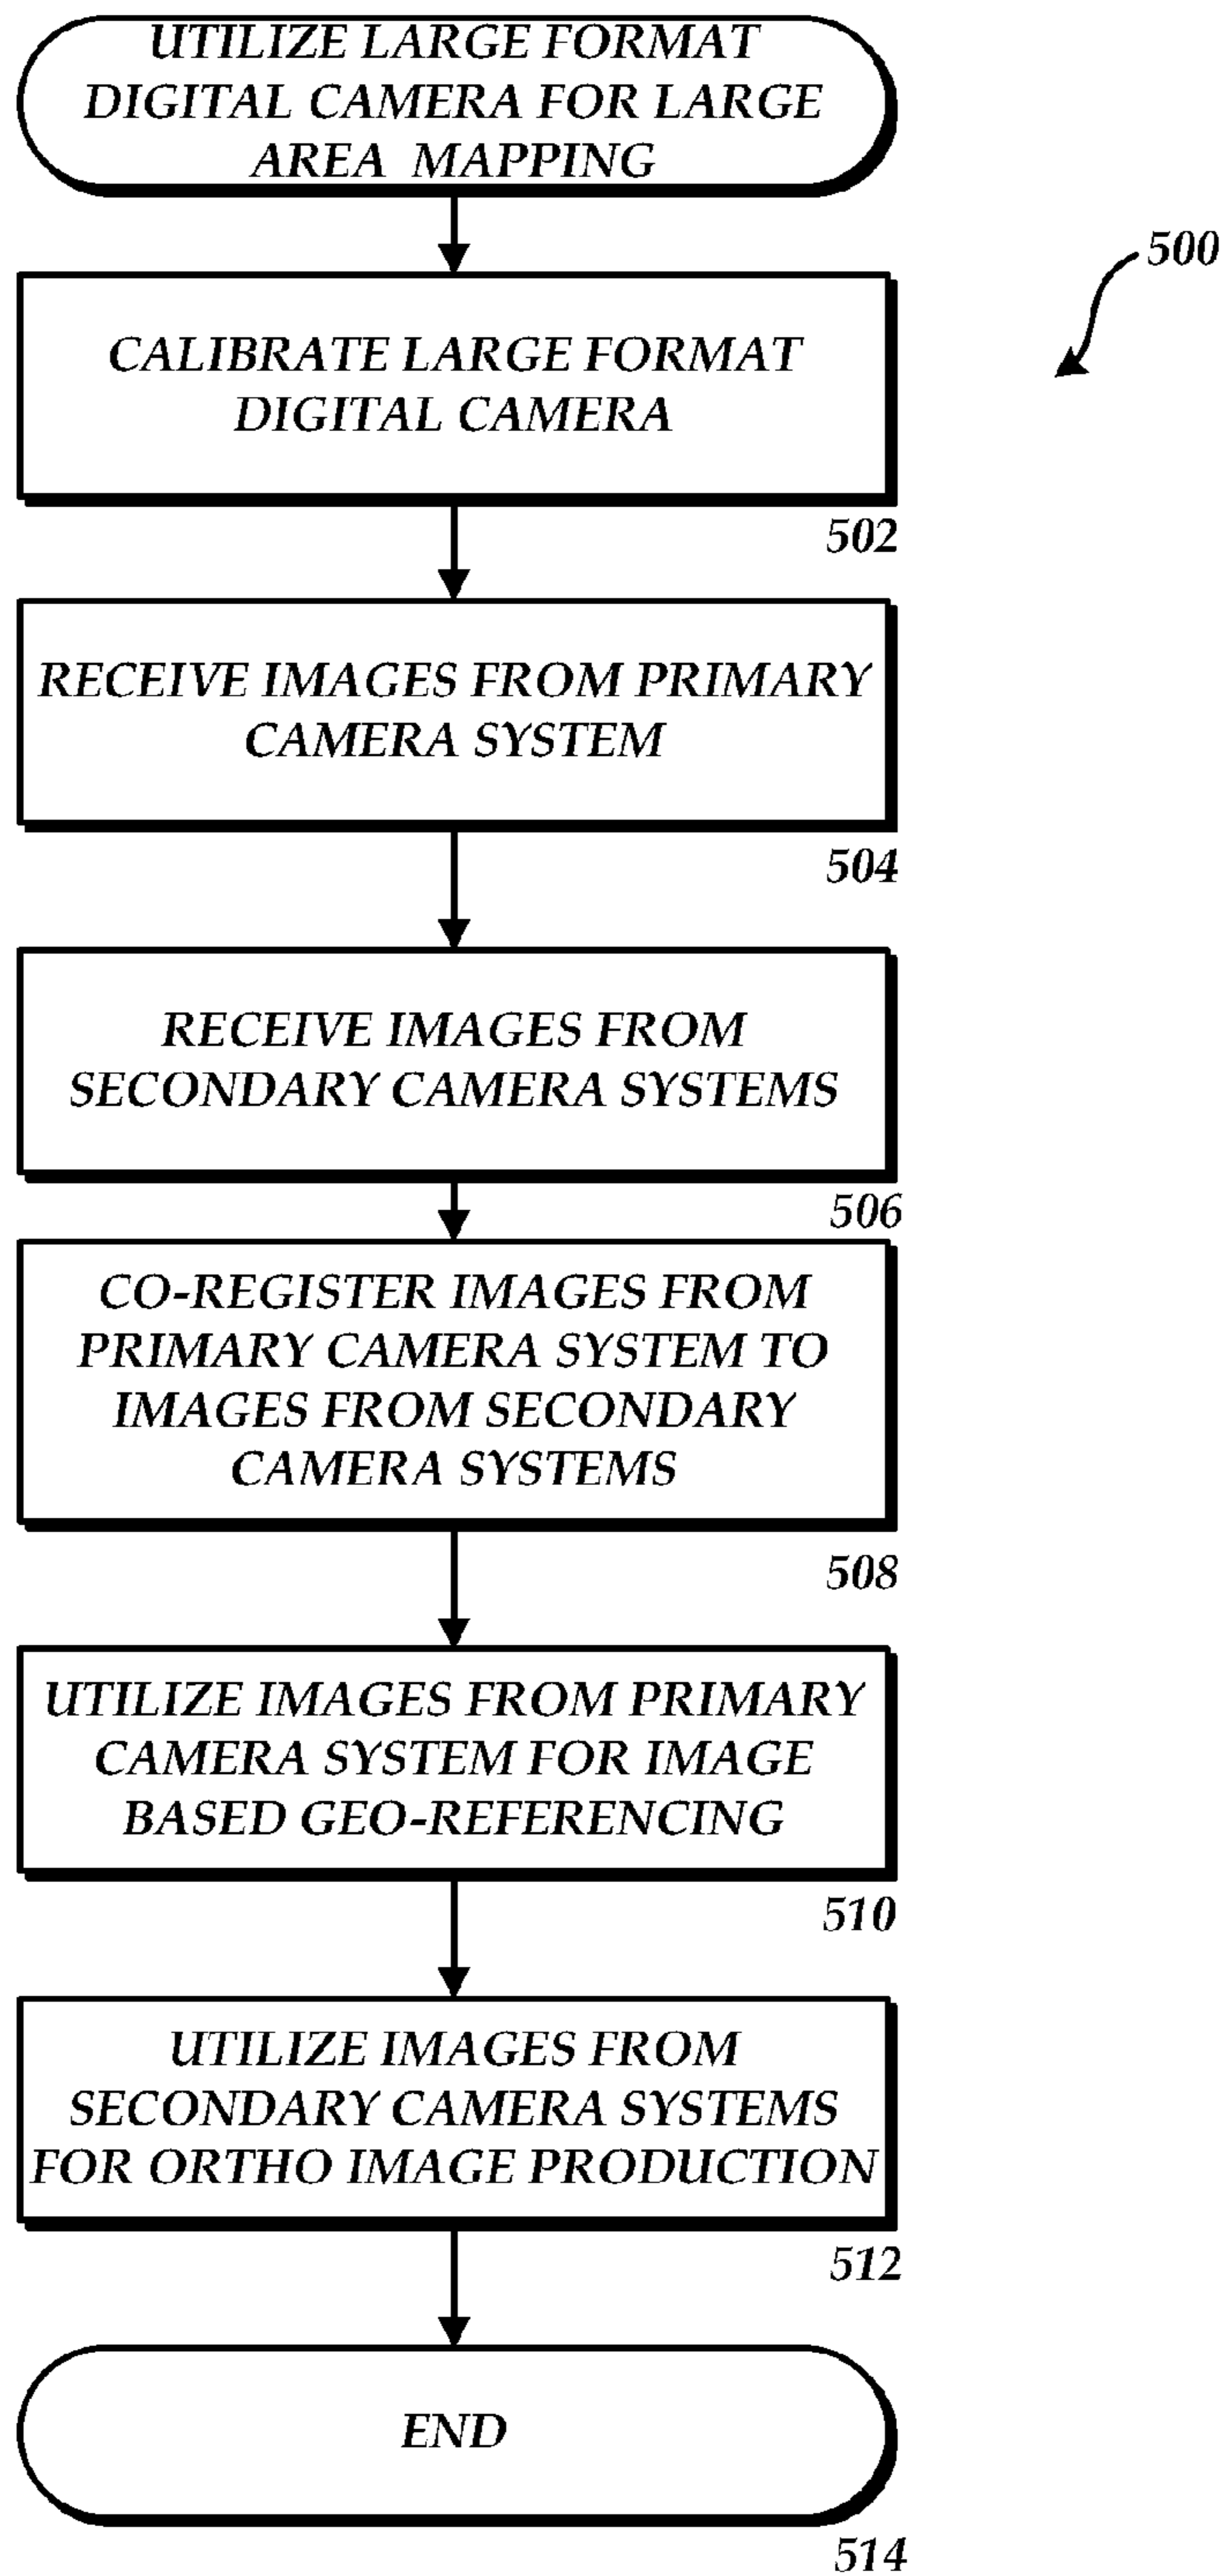 UTILIZE LARGE FORMAT
DIGITAL CAMERA FOR LARGE
AREA MAPPING
500
CALIBRATE LARGE FORMAT
DIGITAL CAMERA
502
RECEIVE IMAGES FROM PRIMARY
CAMERA SYSTEM
504
RECEIVE IMAGES FROM
SECONDARY CAMERA SYSTEMS
506
CO-REGISTER IMAGES FROM
PRIMARY CAMERA SYSTEM TO
IMAGES FROM SECONDARY
CAMERA SYSTEMS
508
UTILIZE IMAGES FROM PRIMARY
CAMERA SYSTEM FOR IMAGE
BASED GEO-REFERENCING
510
UTILIZE IMAGES FROM
SECONDARY CAMERA SYSTEMS
FOR ORTHO IMAGE PRODUCTION
512
END
514